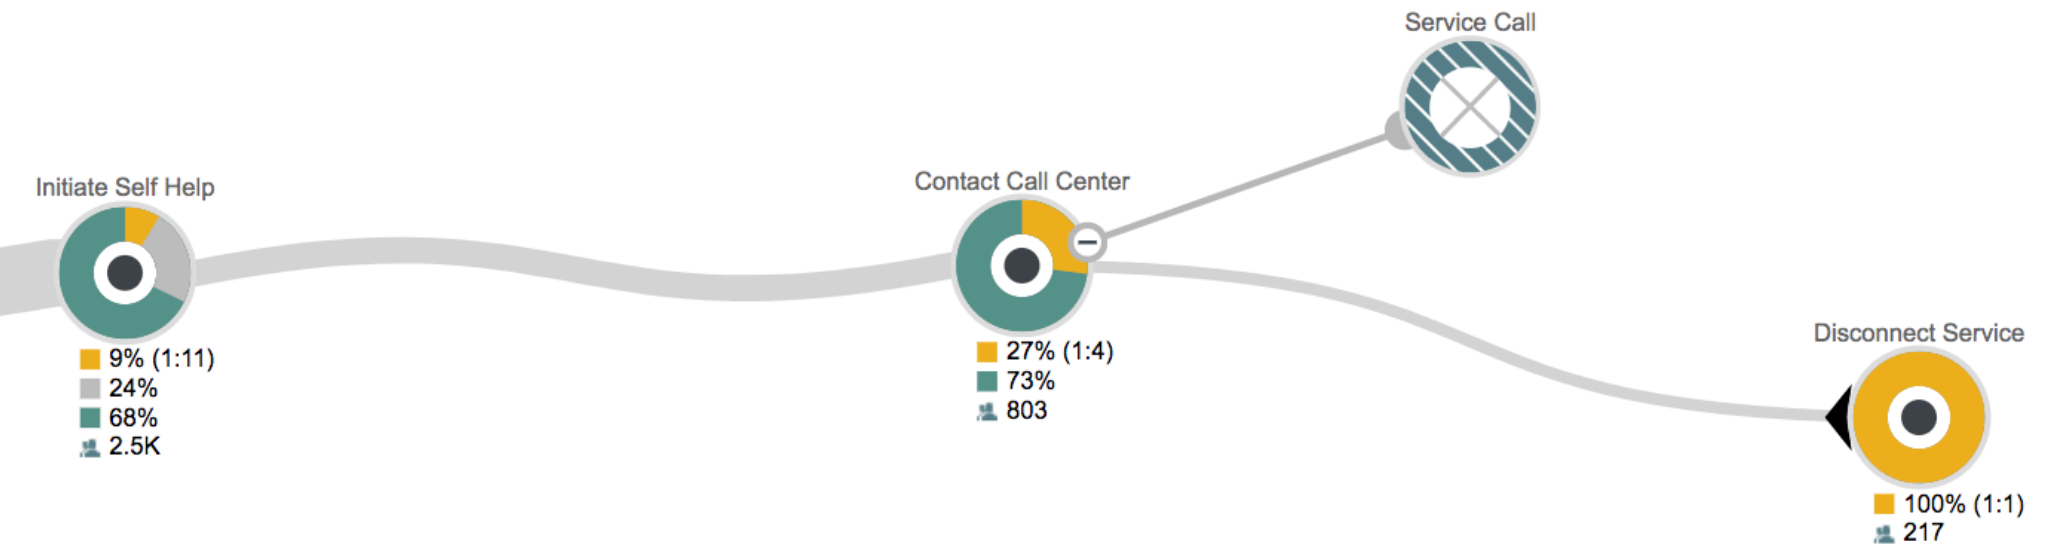 Service Call
Initiate Self Help
9% (1:11)
24%
68%
2.5K
Contact Call Center
27% (1:4)
73%
803
Disconnect Service
100% (1:1)
217